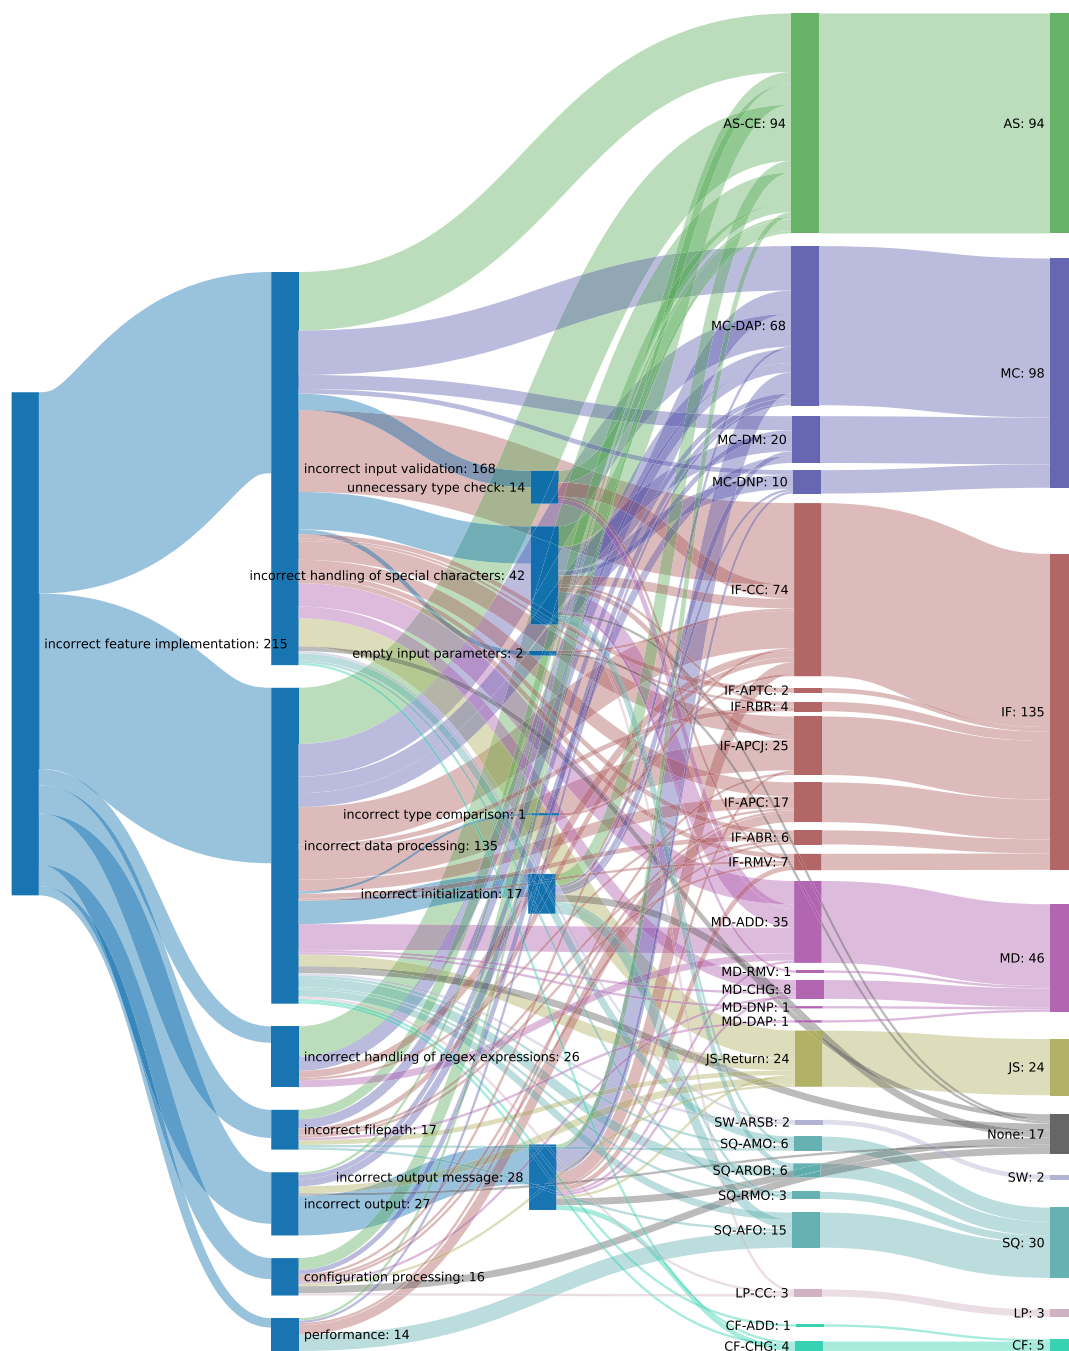 AS-CE: 94
AS: 94
MC-DAP: 68
MC: 98
MC-DM: 20
incorrect input validation: 168
MC-DNP: 10
unnecessary type check: 14
incorrect handling of special characters: 42
IF-CC: 74
incorrect feature implementation: 215
empty input parameters: 2
IF-APTC: 2
IF-RBR: 4
IF: 135
IF-APCJ: 25
IF-APC: 17
incorrect type comparison: 1
IF-ABR: 6
incorrect data processing: 135
IF-RMV: 7
incorrect initialization: 17
MD-ADD: 35
MD: 46
MD-RMV: 1
MD-CHG: 8
MD-DNP: 1
MD-DAP: 1
incorrect handling of regex expressions: 26
JS-Return: 24
JS: 24
SW-ARSB: 2
incorrect filepath: 17
None: 17
SQ-AMO: 6
SQ-AROB: 6
incorrect output message: 28
SW: 2
SQ-RMO: 3
incorrect output: 27
SQ-AFO: 15
SQ: 30
configuration processing: 16
LP-CC: 3
LP: 3
CF-ADD: 1
performance: 14
CF-CHG: 4
CF: 5